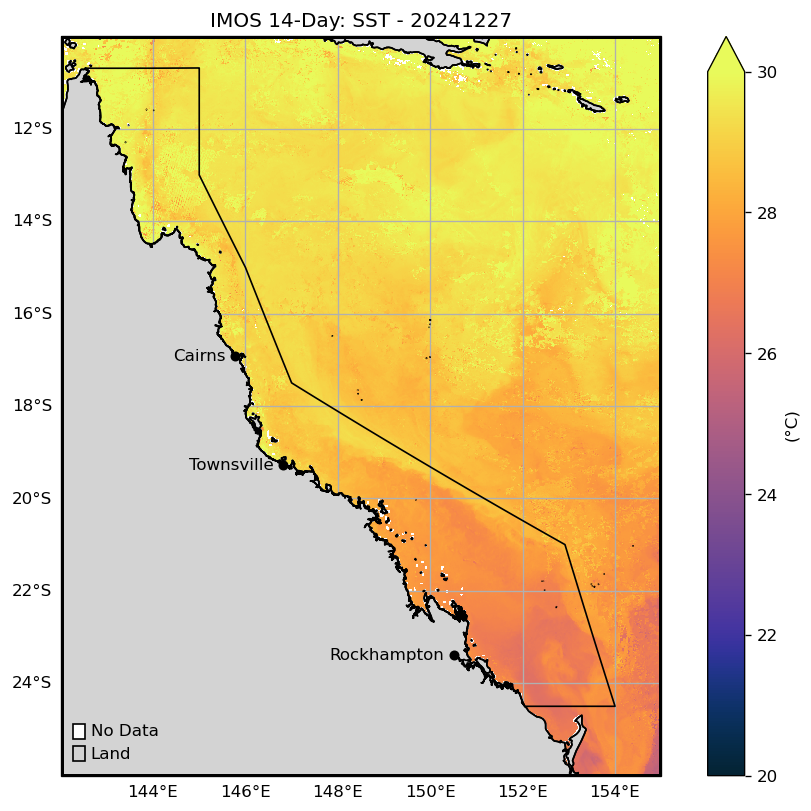 IMOS 14-Day: SST - 20241227
12°S
14°S
16°S
18°S
20°S
22°S
24°S
Cairns
Townsville
Rockhampton
No Data
Land
144°E
146°E
148°E
150°E
152°E
154°E
30
28
26
24
22
20
(°C)